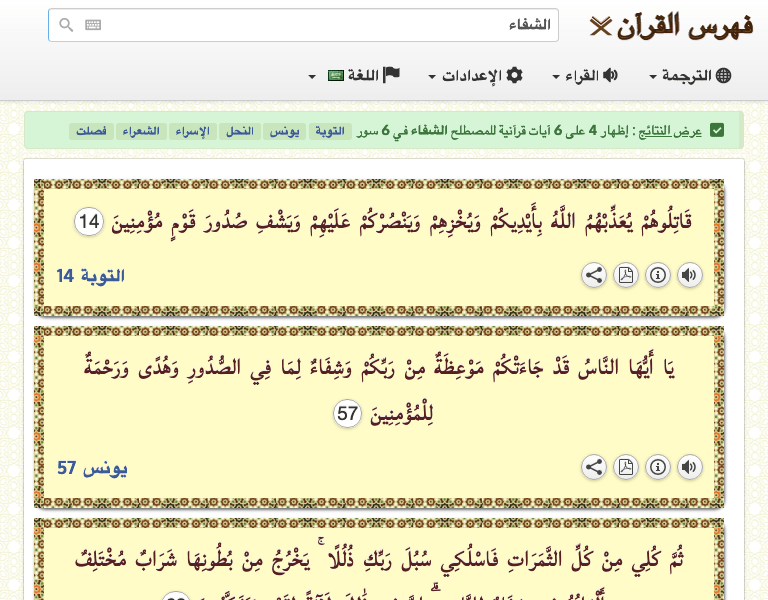 فهرس القرآن
الشفاء
الترجمة القراء الإعدادات اللغة
عرض النتائج : إظهار 4 على 6 آيات قرآنية للمصطلح الشفاء في 6 سور التوبة يونس النحل الإسراء الشعراء فصلت
قَاتِلُوهُمْ يُعَذِّبْهُمُ اللَّهُ بِأَيْدِيكُمْ وَيُخْزِهِمْ وَيَنْصُرْكُمْ عَلَيْهِمْ وَيَشْفِ صُدُورَ قَوْمٍ مُؤْمِنِينَ 14
التوبة 14
يَا أَيُّهَا النَّاسُ قَدْ جَاءَتْكُمْ مَوْعِظَةٌ مِنْ رَبِّكُمْ وَشِفَاءٌ لِمَا فِي الصُّدُورِ وَهُدًى وَرَحْمَةٌ
لِلْمُؤْمِنِينَ 57
يونس 57
ثُمَّ كُلِي مِنْ كُلِّ الثَّمَرَاتِ فَاسْلُكِي سُبُلَ رَبِّكِ ذُلُلًا ۚ يَخْرُجُ مِنْ بُطُونِهَا شَرَابٌ مُخْتَلِفٌ